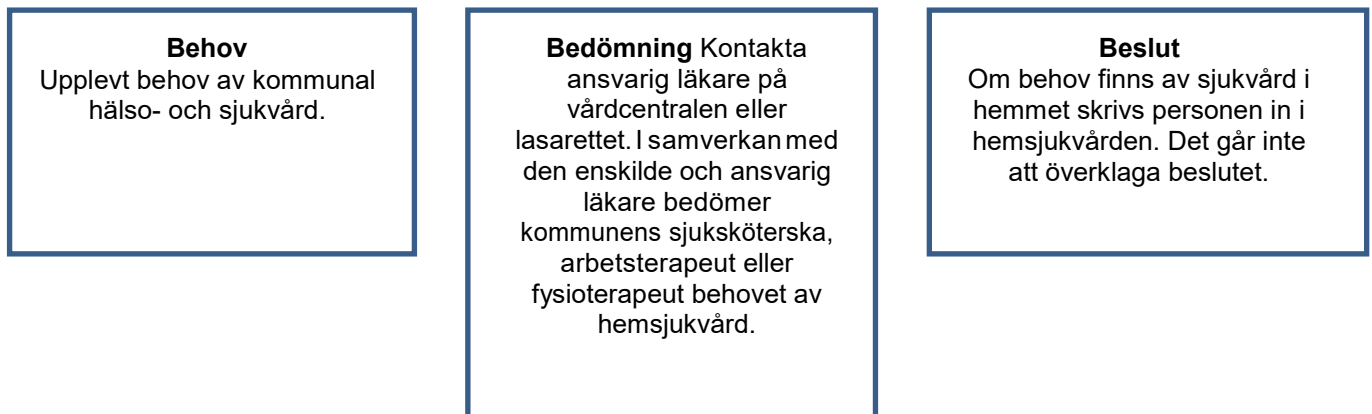 Behov
Upplevt behov av kommunal
hälso- och sjukvård.
Bedömning Kontakta
ansvarig läkare på
vårdcentralen eller
lasarettet. I samverkan med
den enskilde och ansvarig
läkare bedömer
kommunens sjuksköterska,
arbetsterapeut eller
fysioterapeut behovet av
hemsjukvård.
Beslut
Om behov finns av sjukvård i
hemmet skrivs personen in i
hemsjukvården. Det går inte
att överklaga beslutet.